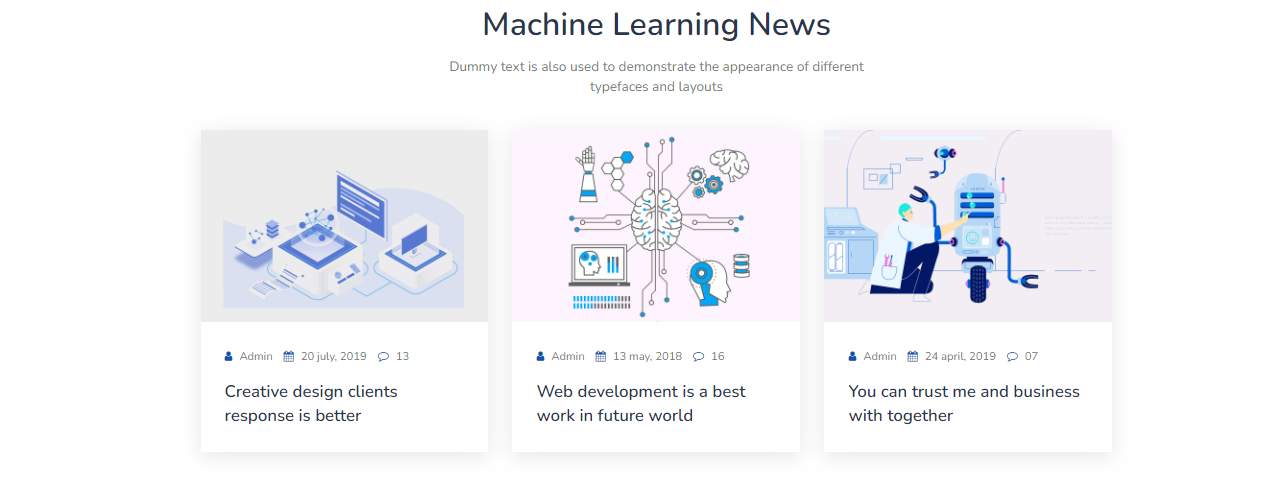 Machine Learning News
Dummy text is also used to demonstrate the appearance of different
typefaces and layouts
Admin 20 july, 2019 13
Creative design clients
response is better
Admin 13 may, 2018 16
Web development is a best
work in future world
Admin 24 april, 2019 07
You can trust me and business
with together